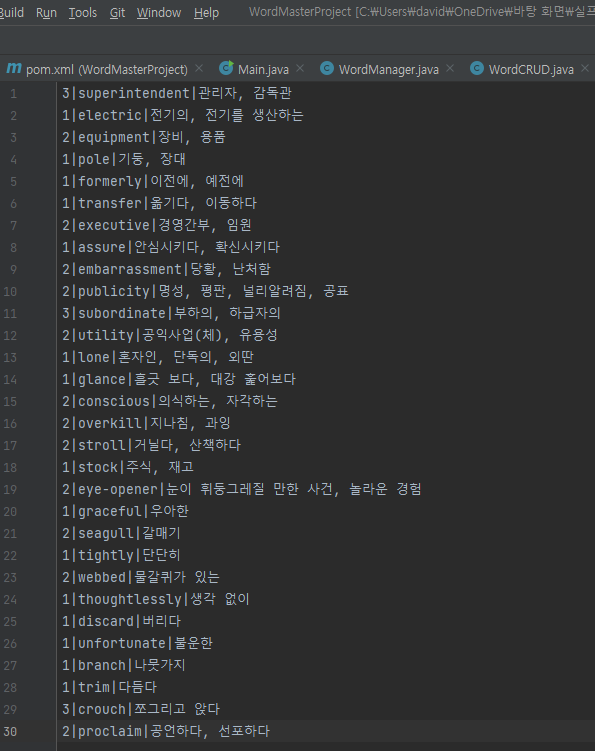 Build Run Tools Git Window Help WordMasterProject [C:₩Users₩david₩OneDrive₩바탕 화면₩실프
pom.xml (WordMasterProject) Main.java WordManager.java WordCRUD.java
1 3|superintendent|관리자, 감독관
2 1|electric|전기의, 전기를 생산하는
3 2|equipment|장비, 용품
4 1|pole|기둥, 장대
5 1|formerly|이전에, 예전에
6 1|transfer|옮기다, 이동하다
7 2|executive|경영간부, 임원
8 1|assure|안심시키다, 확신시키다
9 2|embarrassment|당황, 난처함
10 2|publicity|명성, 평판, 널리알려짐, 공표
11 3|subordinate|부하의, 하급자의
12 2|utility|공익사업(체), 유용성
13 1|lone|혼자인, 단독의, 외딴
14 1|glance|흘긋 보다, 대강 훑어보다
15 2|conscious|의식하는, 자각하는
16 2|overkill|지나침, 과잉
17 2|stroll|거닐다, 산책하다
18 1|stock|주식, 재고
19 2|eye-opener|눈이 휘둥그레질 만한 사건, 놀라운 경험
20 1|graceful|우아한
21 2|seagull|갈매기
22 1|tightly|단단히
23 2|webbed|물갈퀴가 있는
24 1|thoughtlessly|생각 없이
25 1|discard|버리다
26 1|unfortunate|불운한
27 1|branch|나뭇가지
28 1|trim|다듬다
29 3|crouch|쪼그리고 앉다
30 2|proclaim|공언하다, 선포하다